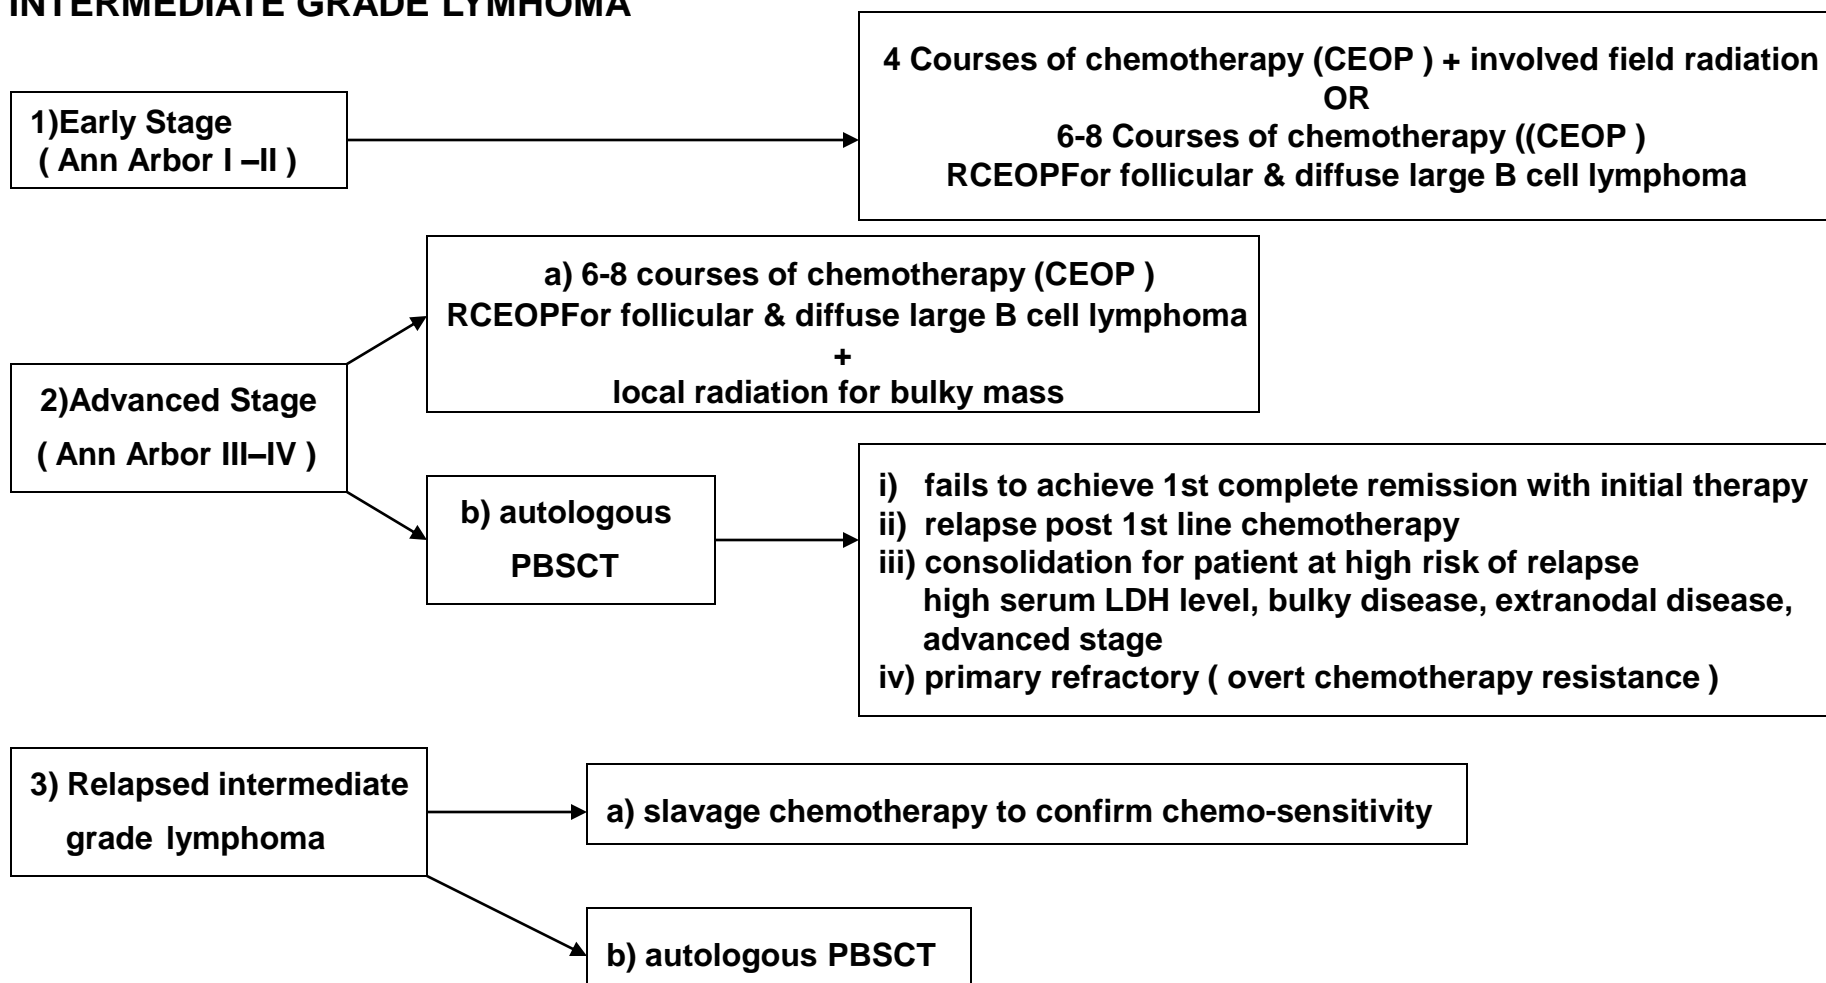 INTERMEDIATE GRADE LYMHOMA
4 Courses of chemotherapy (CEOP ) + involved field radiation
OR
6-8 Courses of chemotherapy ((CEOP )
RCEOPFor follicular & diffuse large B cell lymphoma
1)Early Stage
( Ann Arbor I –II )
a) 6-8 courses of chemotherapy (CEOP )
RCEOPFor follicular & diffuse large B cell lymphoma
+
local radiation for bulky mass
2)Advanced Stage
( Ann Arbor III–IV )
b) autologous
PBSCT
i) fails to achieve 1st complete remission with initial therapy
ii) relapse post 1st line chemotherapy
iii) consolidation for patient at high risk of relapse
high serum LDH level, bulky disease, extranodal disease,
advanced stage
iv) primary refractory ( overt chemotherapy resistance )
3) Relapsed intermediate
grade lymphoma
a) slavage chemotherapy to confirm chemo-sensitivity
b) autologous PBSCT